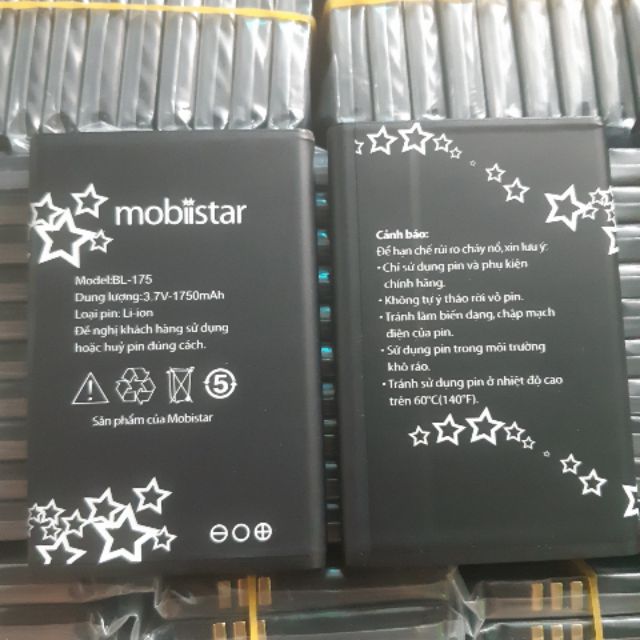 mobiistar
Model:BL-175
Dung lượng:3.7V-1750mAh
Loại pin: Li-ion
Đề nghị khách hàng sử dụng
hoặc huỷ pin đúng cách.
5
Sản phẩm của Mobistar
Cảnh báo:
Để hạn chế rủi ro cháy nổ, xin lưu ý:
• Chỉ sử dụng pin và phụ kiện
chính hãng.
• Không tự ý tháo rời vỏ pin.
• Tránh làm biến dạng, chập mạch
điện của pin.
• Sử dụng pin trong môi trường
khô ráo.
• Tránh sử dụng pin ở nhiệt độ cao
trên 60°C(140°F).